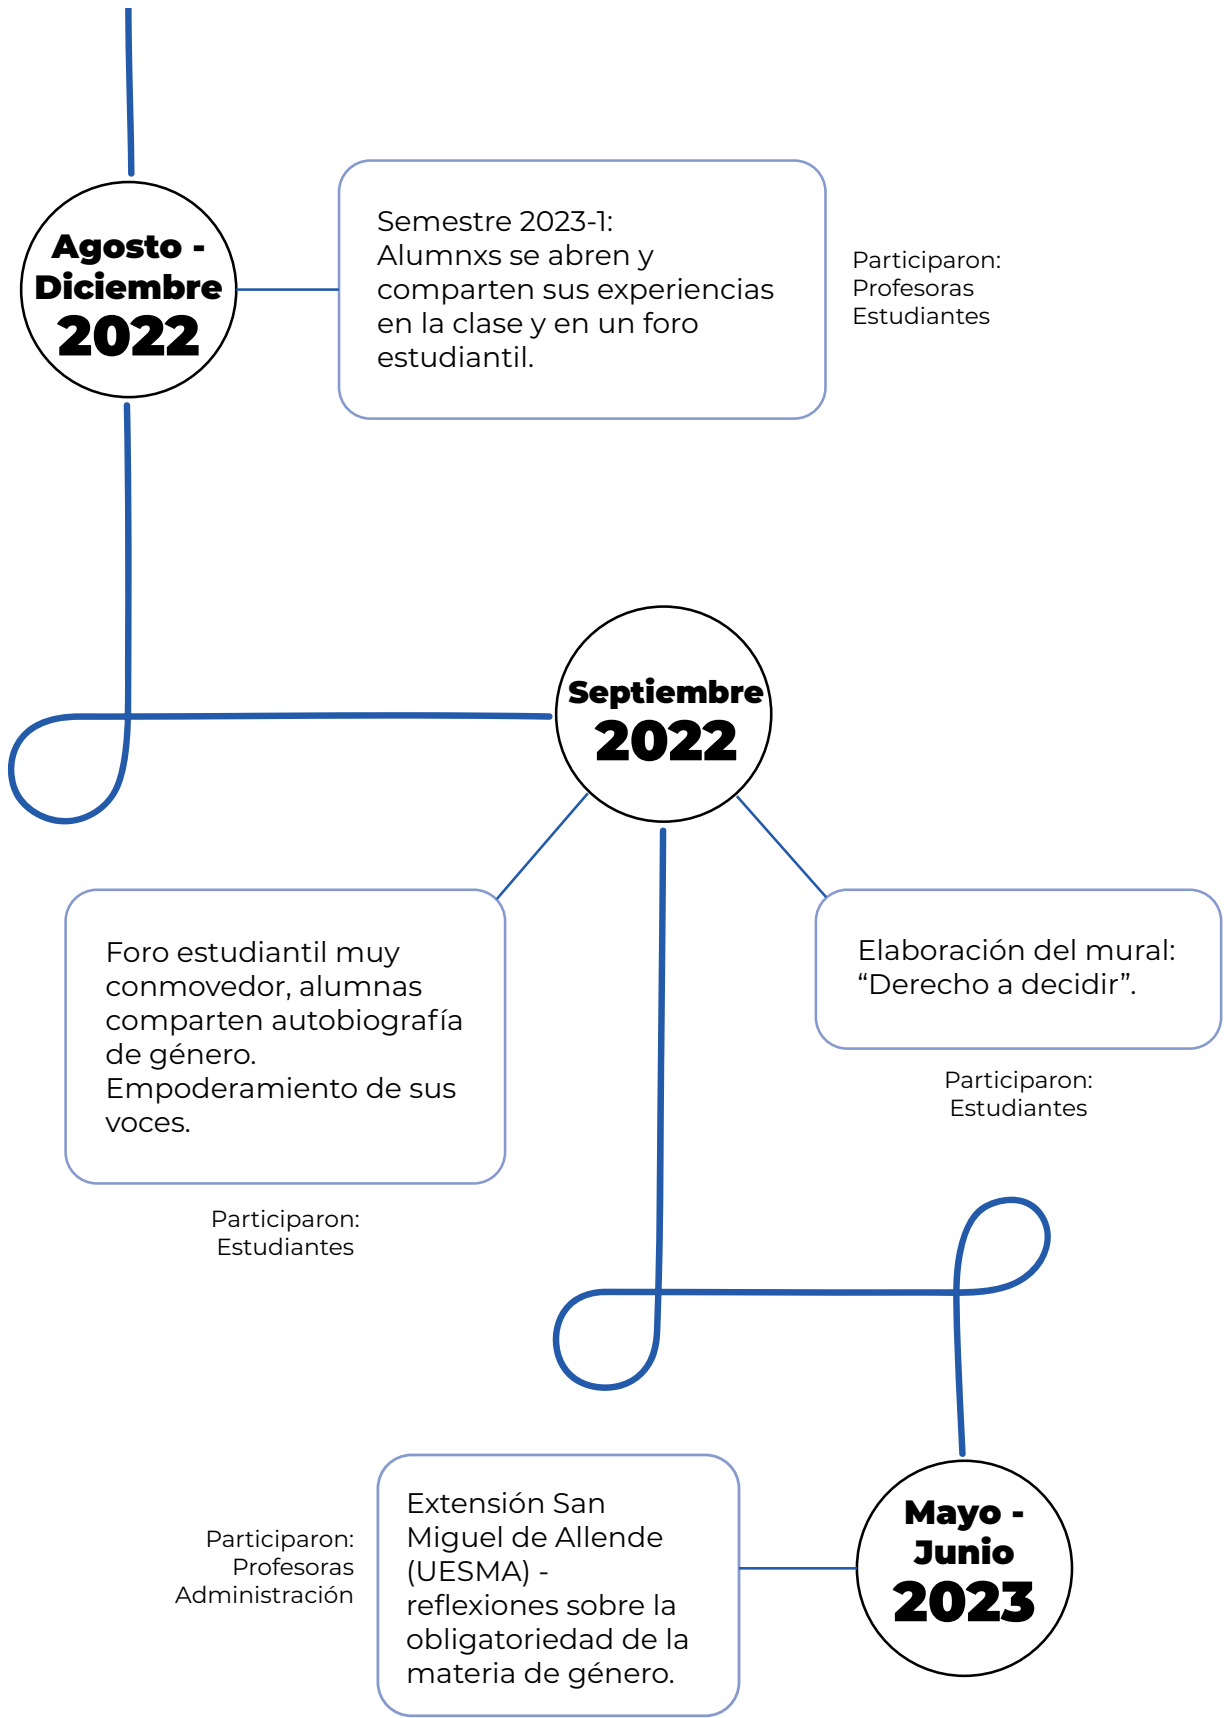 Agosto -
Diciembre
2022
Semestre 2023-1:
Alumnxs se abren y
comparten sus experiencias
en la clase y en un foro
estudiantil.
Participaron:
Profesoras
Estudiantes
Septiembre
2022
Foro estudiantil muy
conmovedor, alumnas
comparten autobiografía
de género.
Empoderamiento de sus
voces.
Participaron:
Estudiantes
Elaboración del mural:
“Derecho a decidir”.
Participaron:
Estudiantes
Mayo -
Junio
2023
Extensión San
Miguel de Allende
(UESMA) -
reflexiones sobre la
obligatoriedad de la
materia de género.
Participaron:
Profesoras
Administración